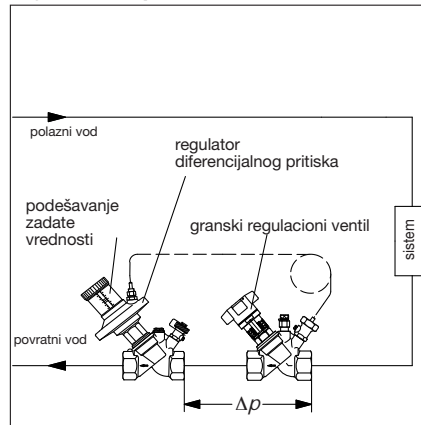 polazni vod
regulator
diferencijalnog pritiska
podešavanje
zadate
vrednosti
granski regulacioni ventil
sistem
povratni vod
Δp